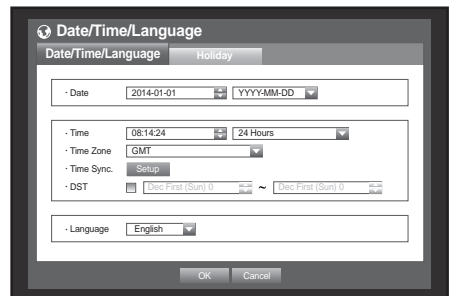 Date/Time/Language
Date/Time/Language Holiday
· Date 2014-01-01 YYYY-MM-DD
· Time 08:14:24 24 Hours
· Time Zone GMT
· Time Sync. Setup
· DST Dec First (Sun) 0 ~ Dec First (Sun) 0
· Language English
OK Cancel